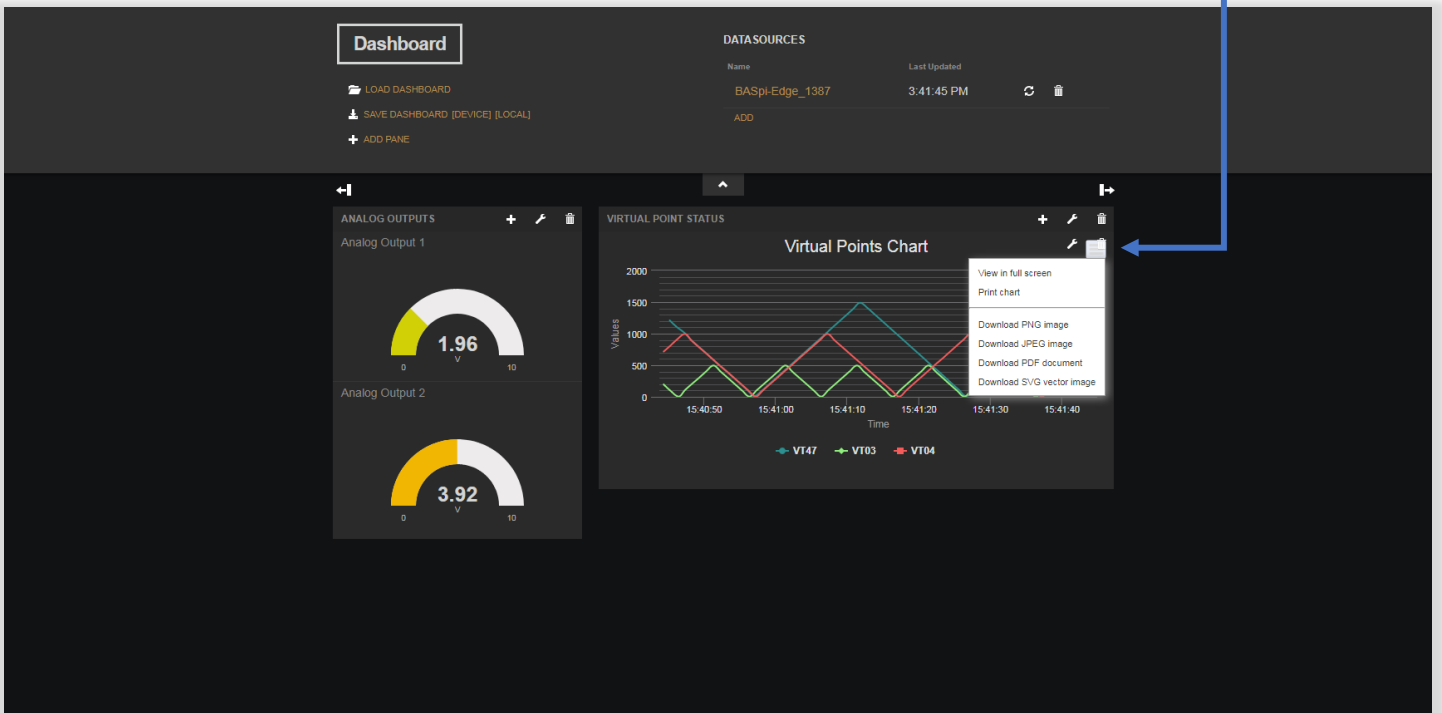 Dashboard
LOAD DASHBOARD
SAVE DASHBOARD [DEVICE] [LOCAL]
ADD PANE
DATASOURCES
Name Last Updated
BASpi-Edge_1387 3:41:45 PM
ADD
ANALOG OUTPUTS
Analog Output 1
1.96
V
0 10
Analog Output 2
3.92
V
0 10
VIRTUAL POINT STATUS
Virtual Points Chart
Values
2000
1500
1000
500
0
15:40:50 15:41:00 15:41:10 15:41:20 15:41:30 15:41:40
Time
VT47 VT03 VT04
View in full screen
Print chart
Download PNG image
Download JPEG image
Download PDF document
Download SVG vector image